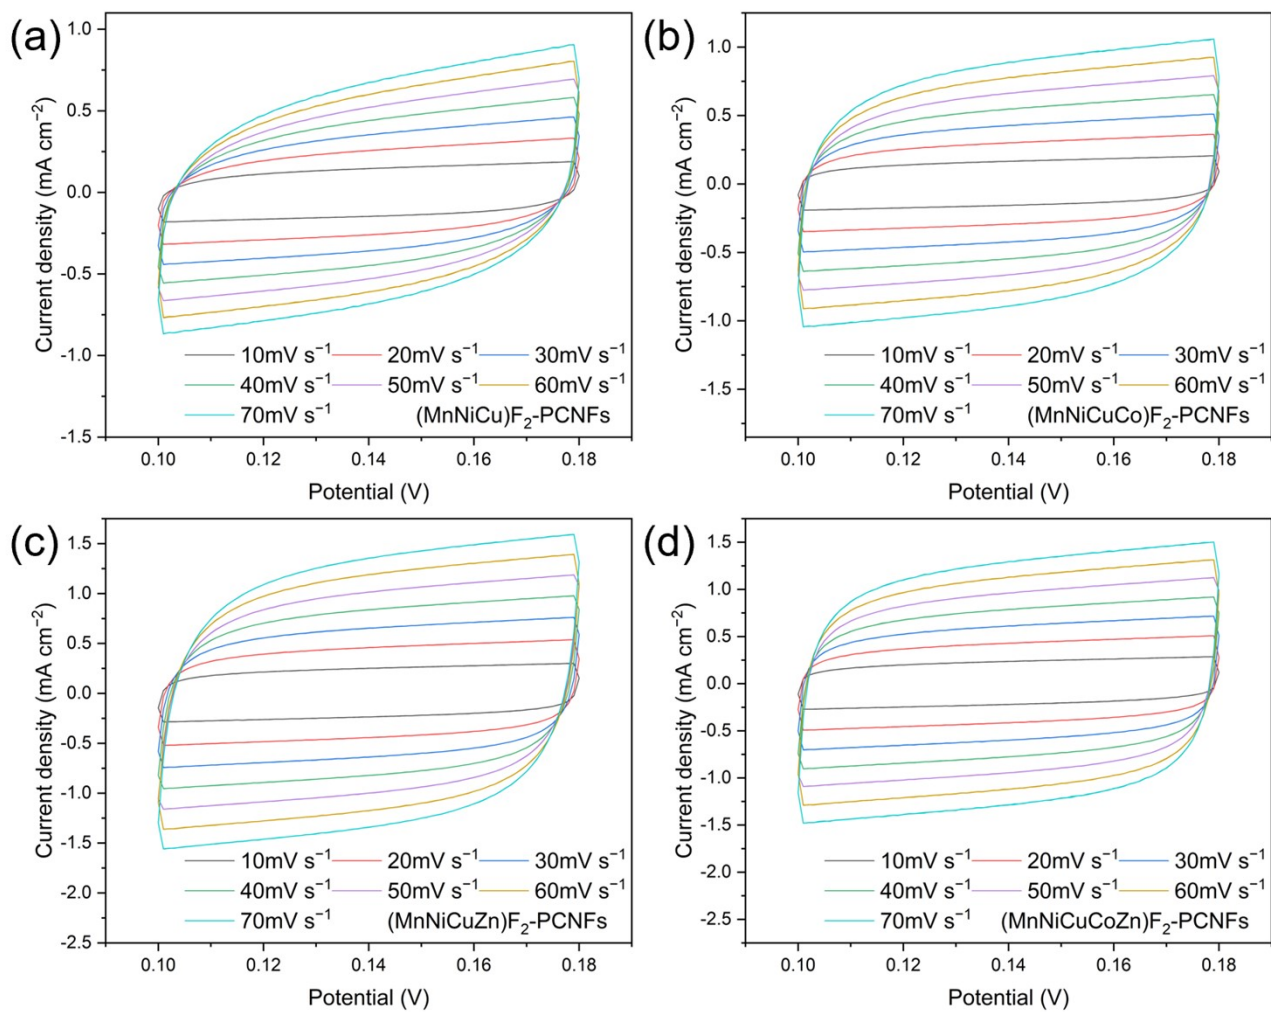 (a)
1.0
0.5
0.0
-0.5
-1.0
-1.5
Current density (mA cm⁻²)
10mV s⁻¹ 20mV s⁻¹ 30mV s⁻¹
40mV s⁻¹ 50mV s⁻¹ 60mV s⁻¹
70mV s⁻¹ (MnNiCu)F₂-PCNFs
0.10 0.12 0.14 0.16 0.18
Potential (V)
(b)
1.0
0.5
0.0
-0.5
-1.0
-1.5
Current density (mA cm⁻²)
10mV s⁻¹ 20mV s⁻¹ 30mV s⁻¹
40mV s⁻¹ 50mV s⁻¹ 60mV s⁻¹
70mV s⁻¹ (MnNiCuCo)F₂-PCNFs
0.10 0.12 0.14 0.16 0.18
Potential (V)
(c)
1.5
1.0
0.5
0.0
-0.5
-1.0
-1.5
-2.0
-2.5
Current density (mA cm⁻²)
10mV s⁻¹ 20mV s⁻¹ 30mV s⁻¹
40mV s⁻¹ 50mV s⁻¹ 60mV s⁻¹
70mV s⁻¹ (MnNiCuZn)F₂-PCNFs
0.10 0.12 0.14 0.16 0.18
Potential (V)
(d)
1.5
1.0
0.5
0.0
-0.5
-1.0
-1.5
-2.0
-2.5
Current density (mA cm⁻²)
10mV s⁻¹ 20mV s⁻¹ 30mV s⁻¹
40mV s⁻¹ 50mV s⁻¹ 60mV s⁻¹
70mV s⁻¹ (MnNiCuCoZn)F₂-PCNFs
0.10 0.12 0.14 0.16 0.18
Potential (V)